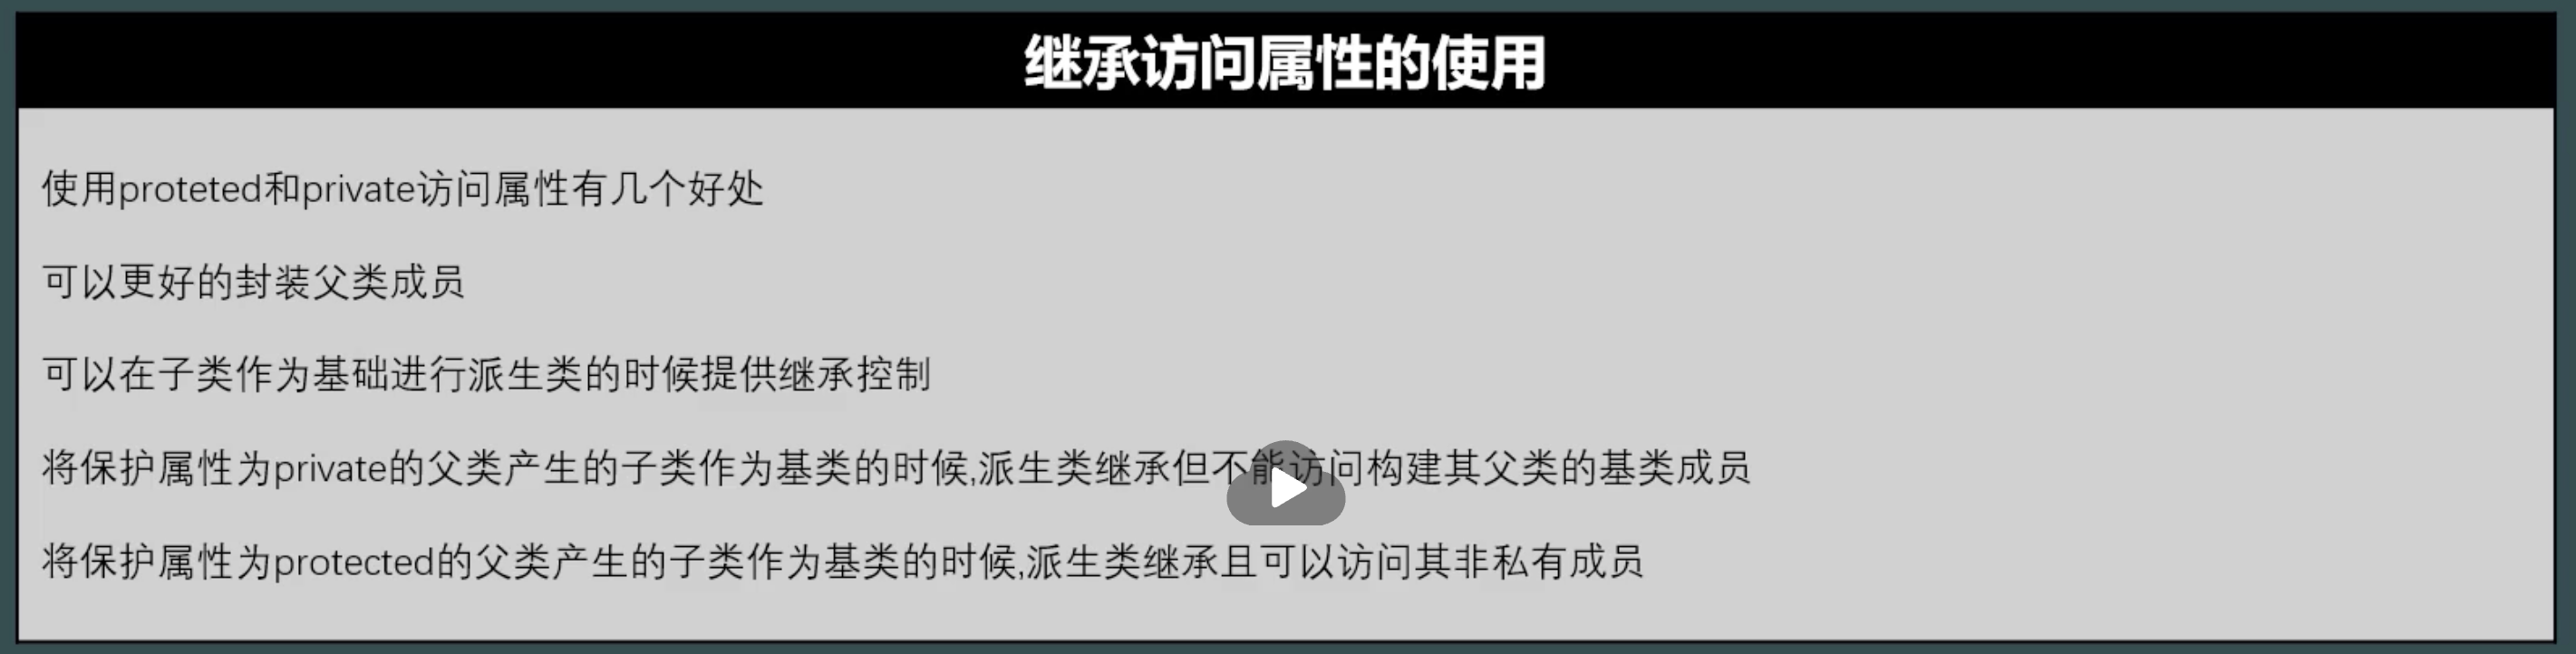 继承访问属性的使用
使用proteted和private访问属性有几个好处
可以更好的封装父类成员
可以在子类作为基础进行派生类的时候提供继承控制
将保护属性为private的父类产生的子类作为基类的时候,派生类继承但不能访问构建其父类的基类成员
将保护属性为protected的父类产生的子类作为基类的时候,派生类继承且可以访问其非私有成员